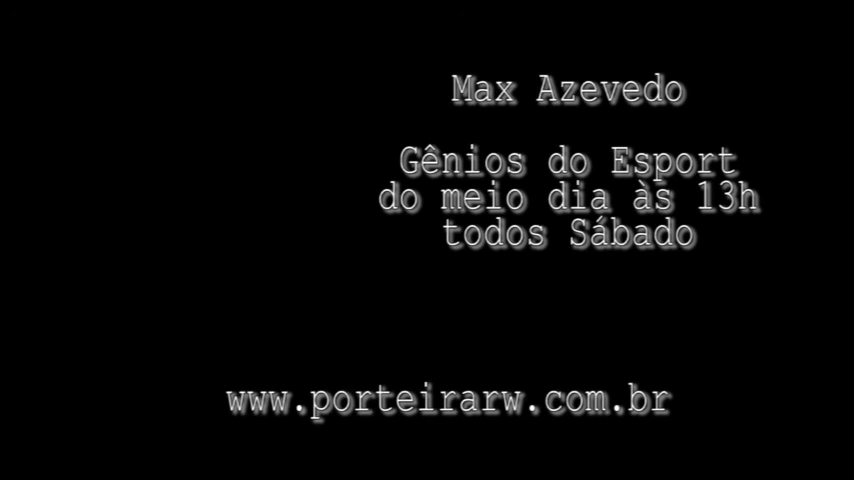 Max Azevedo
Gênios do Esport
do meio dia às 13h
todos Sábado
www.porteirarw.com.br